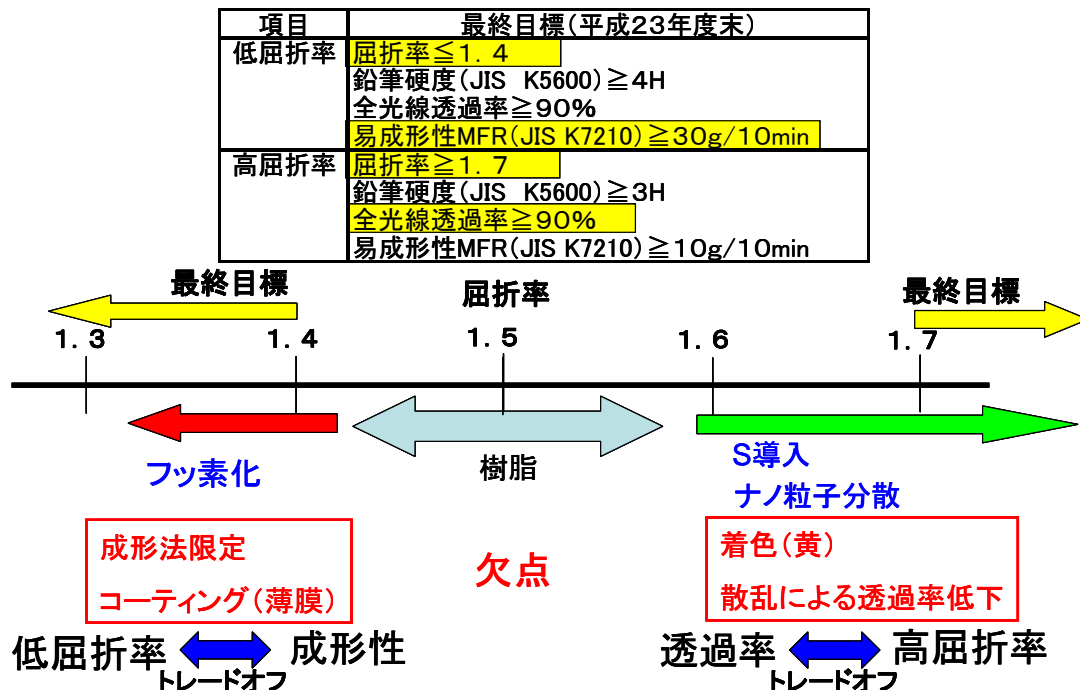 項目 最終目標(平成23年度末)
低屈折率 屈折率≦1.4
鉛筆硬度(JIS K5600)≧4H
全光線透過率≧90%
易成形性MFR(JIS K7210)≧30g/10min
高屈折率 屈折率≧1.7
鉛筆硬度(JIS K5600)≧3H
全光線透過率≧90%
易成形性MFR(JIS K7210)≧10g/10min
最終目標 屈折率 最終目標
1.3 1.4 1.5 1.6 1.7
フッ素化 樹脂 S導入
ナノ粒子分散
成形法限定
コーティング(薄膜)
欠点
着色(黄)
散乱による透過率低下
低屈折率 成形性
トレードオフ
透過率 高屈折率
トレードオフ